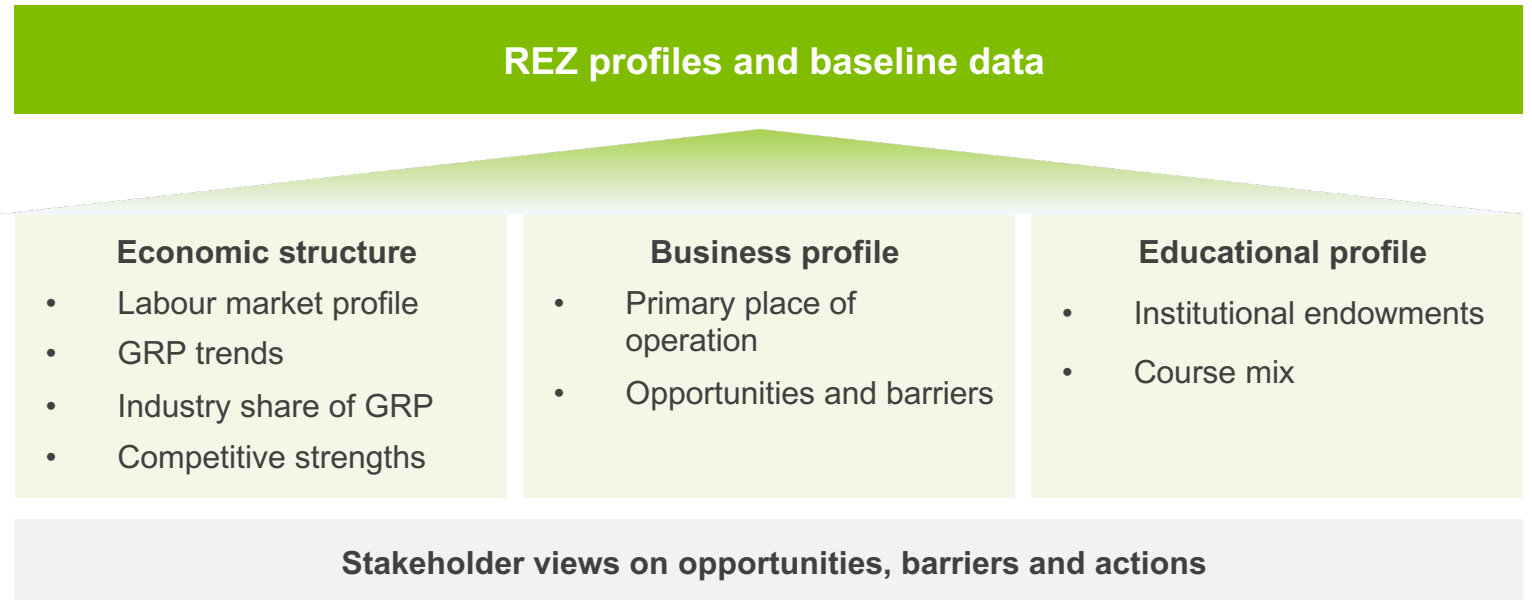 REZ profiles and baseline data
Economic structure
• Labour market profile
• GRP trends
• Industry share of GRP
• Competitive strengths
Business profile
• Primary place of
operation
• Opportunities and barriers
Educational profile
• Institutional endowments
• Course mix
Stakeholder views on opportunities, barriers and actions